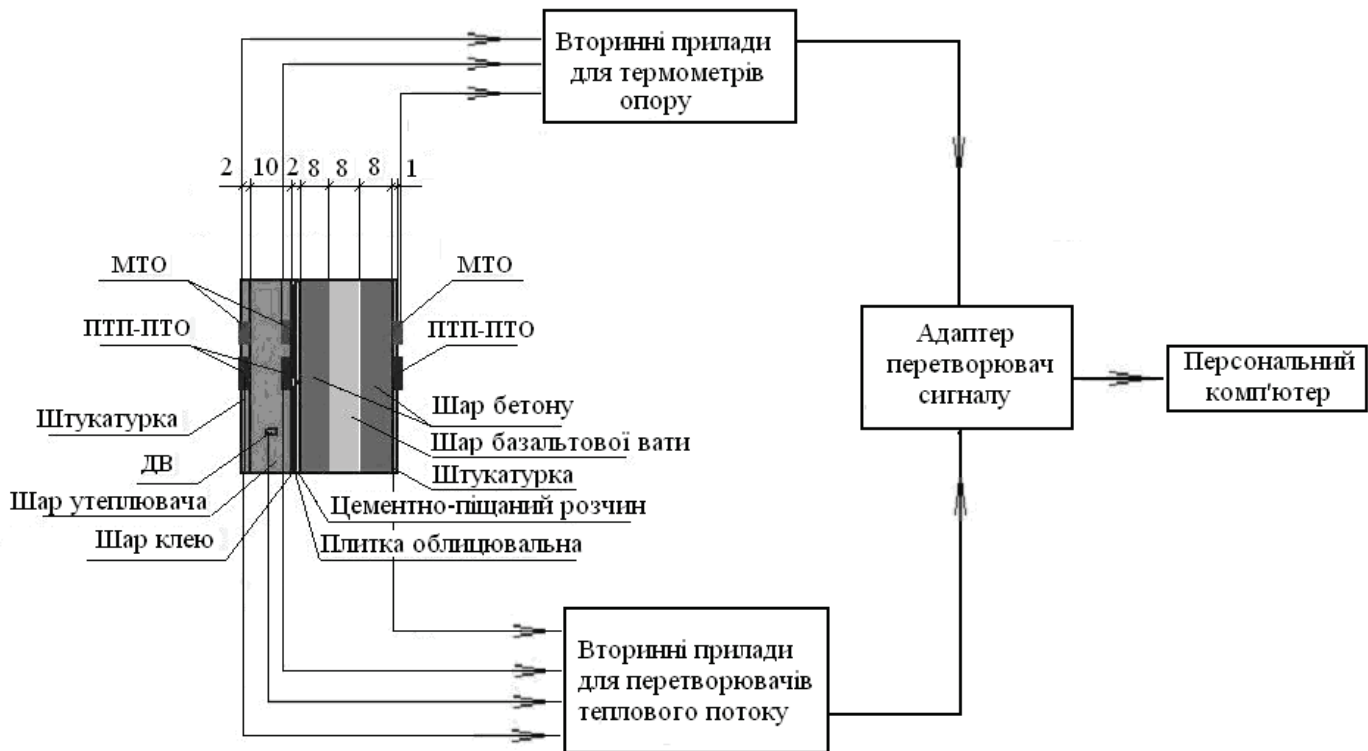 Вторинні прилади
для термометрів
опору
2 10 2 8 8 8 1
МТО
МТО
ПТП-ПТО
ПТП-ПТО
Адаптер
перетворювач
сигналу
Персональний
комп'ютер
Штукатурка
Шар бетону
Шар базальтової вати
ДВ
Штукатурка
Шар утеплювача
Цементно-піщаний розчин
Шар клею
Плитка облицювальна
Вторинні прилади
для перетворювачів
теплового потоку